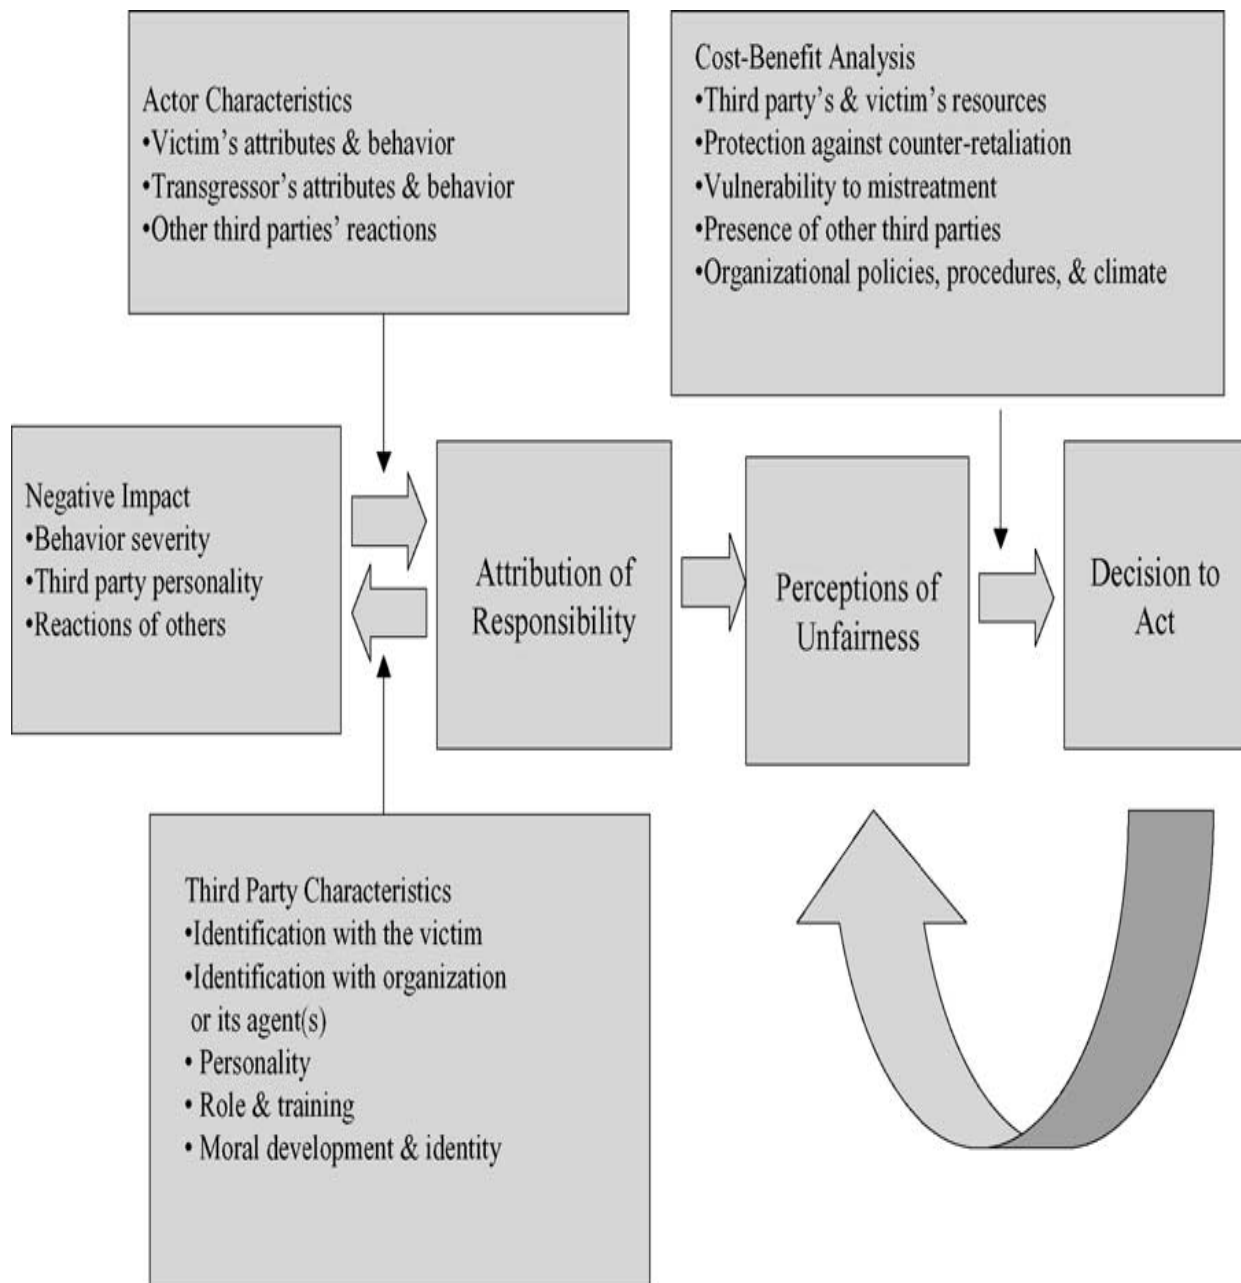 Actor Characteristics
•Victim's attributes & behavior
•Transgressor's attributes & behavior
•Other third parties' reactions
Cost-Benefit Analysis
•Third party's & victim's resources
•Protection against counter-retaliation
•Vulnerability to mistreatment
•Presence of other third parties
•Organizational policies, procedures, & climate
Negative Impact
•Behavior severity
•Third party personality
•Reactions of others
Attribution of
Responsibility
Perceptions of
Unfairness
Decision to
Act
Third Party Characteristics
•Identification with the victim
•Identification with organization
or its agent(s)
• Personality
• Role & training
• Moral development & identity